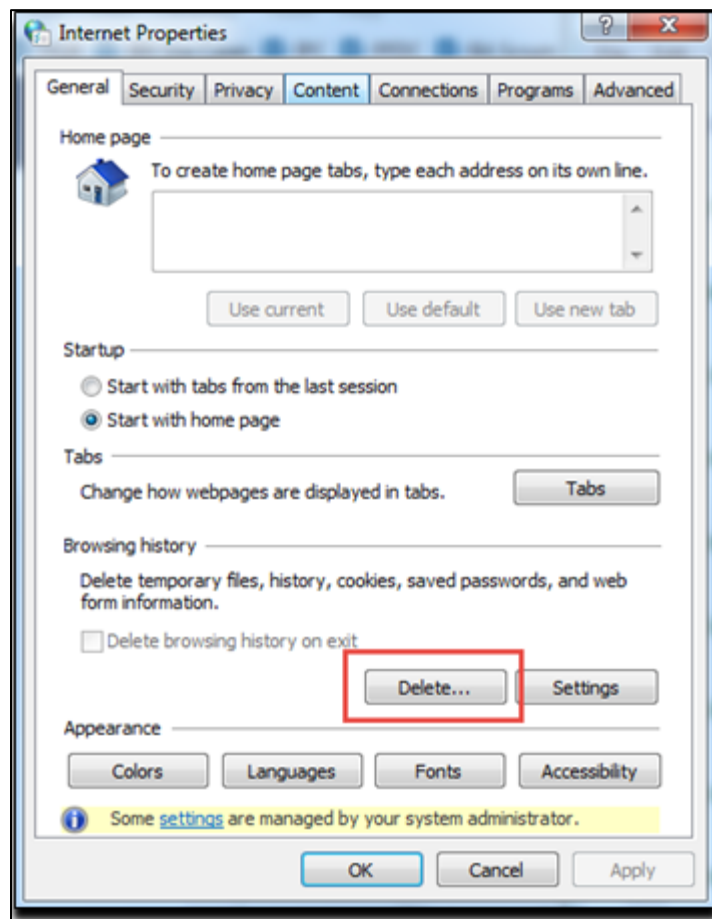 Internet Properties
General Security Privacy Content Connections Programs Advanced
Home page
To create home page tabs, type each address on its own line.
Use current Use default Use new tab
Startup
Start with tabs from the last session
Start with home page
Tabs
Change how webpages are displayed in tabs. Tabs
Browsing history
Delete temporary files, history, cookies, saved passwords, and web
form information.
Delete browsing history on exit
Delete... Settings
Appearance
Colors Languages Fonts Accessibility
Some settings are managed by your system administrator.
OK Cancel Apply